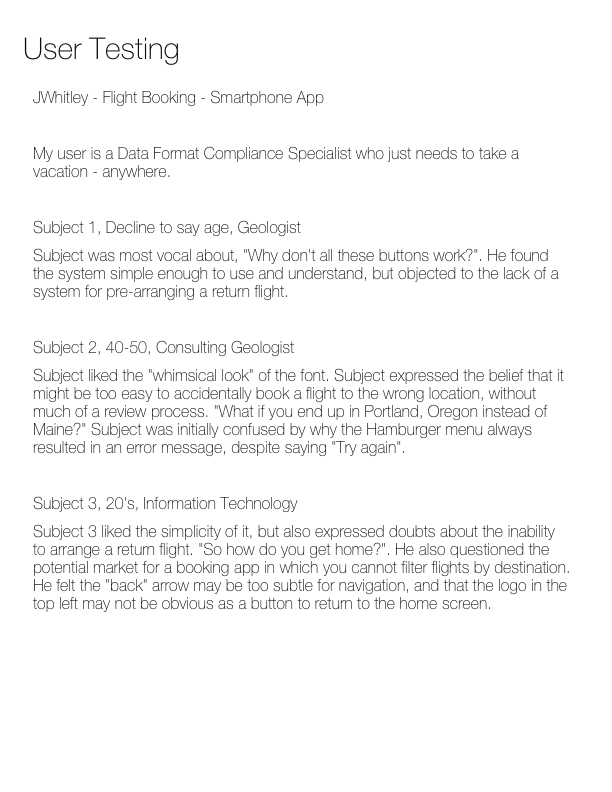 User Testing
JWhitley - Flight Booking - Smartphone App
My user is a Data Format Compliance Specialist who just needs to take a
vacation - anywhere.
Subject 1, Decline to say age, Geologist
Subject was most vocal about, "Why don't all these buttons work?". He found
the system simple enough to use and understand, but objected to the lack of a
system for pre-arranging a return flight.
Subject 2, 40-50, Consulting Geologist
Subject liked the "whimsical look" of the font. Subject expressed the belief that it
might be too easy to accidentally book a flight to the wrong location, without
much of a review process. "What if you end up in Portland, Oregon instead of
Maine?" Subject was initially confused by why the Hamburger menu always
resulted in an error message, despite saying "Try again".
Subject 3, 20's, Information Technology
Subject 3 liked the simplicity of it, but also expressed doubts about the inability
to arrange a return flight. "So how do you get home?". He also questioned the
potential market for a booking app in which you cannot filter flights by destination.
He felt the "back" arrow may be too subtle for navigation, and that the logo in the
top left may not be obvious as a button to return to the home screen.